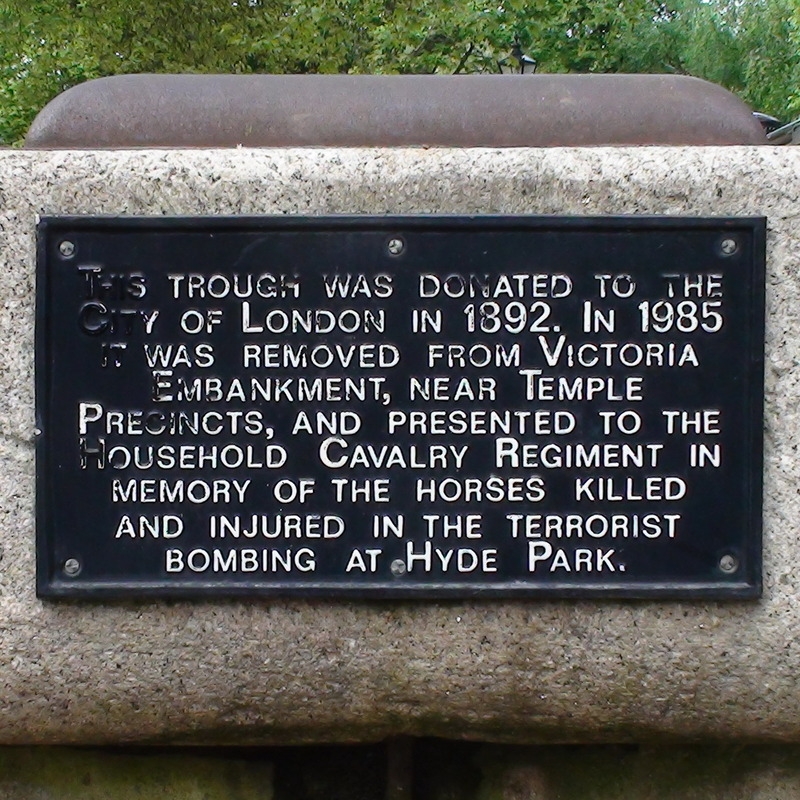 THIS TROUGH WAS DONATED TO THE
CITY OF LONDON IN 1892. IN 1985
IT WAS REMOVED FROM VICTORIA
EMBANKMENT, NEAR TEMPLE
PRECINCTS, AND PRESENTED TO THE
HOUSEHOLD CAVALRY REGIMENT IN
MEMORY OF THE HORSES KILLED
AND INJURED IN THE TERRORIST
BOMBING AT HYDE PARK.